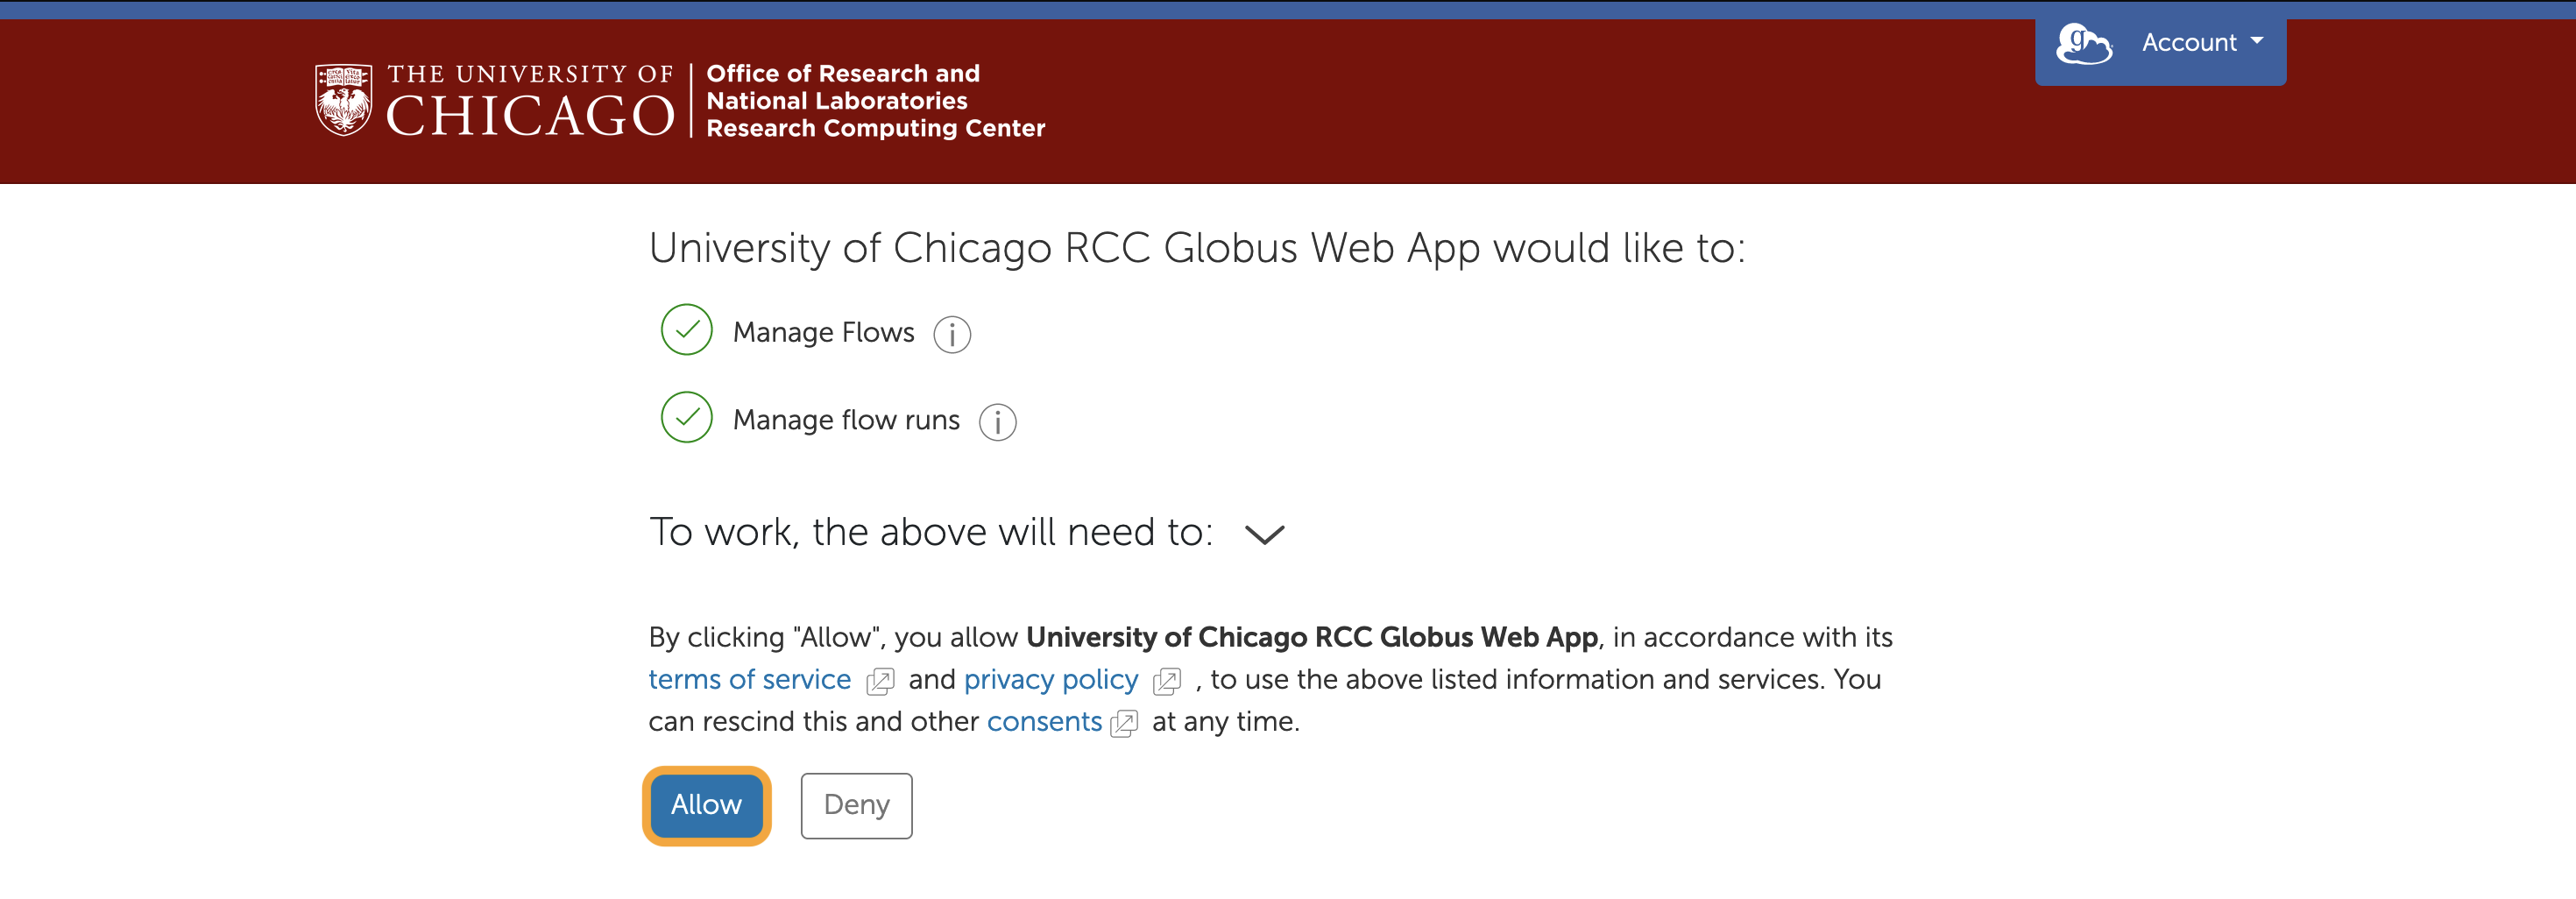 THE UNIVERSITY OF
CHICAGO
Office of Research and
National Laboratories
Research Computing Center
g
Account
University of Chicago RCC Globus Web App would like to:
Manage Flows
Manage flow runs
To work, the above will need to:
By clicking "Allow", you allow University of Chicago RCC Globus Web App, in accordance with its
terms of service and privacy policy , to use the above listed information and services. You
can rescind this and other consents at any time.
Allow Deny